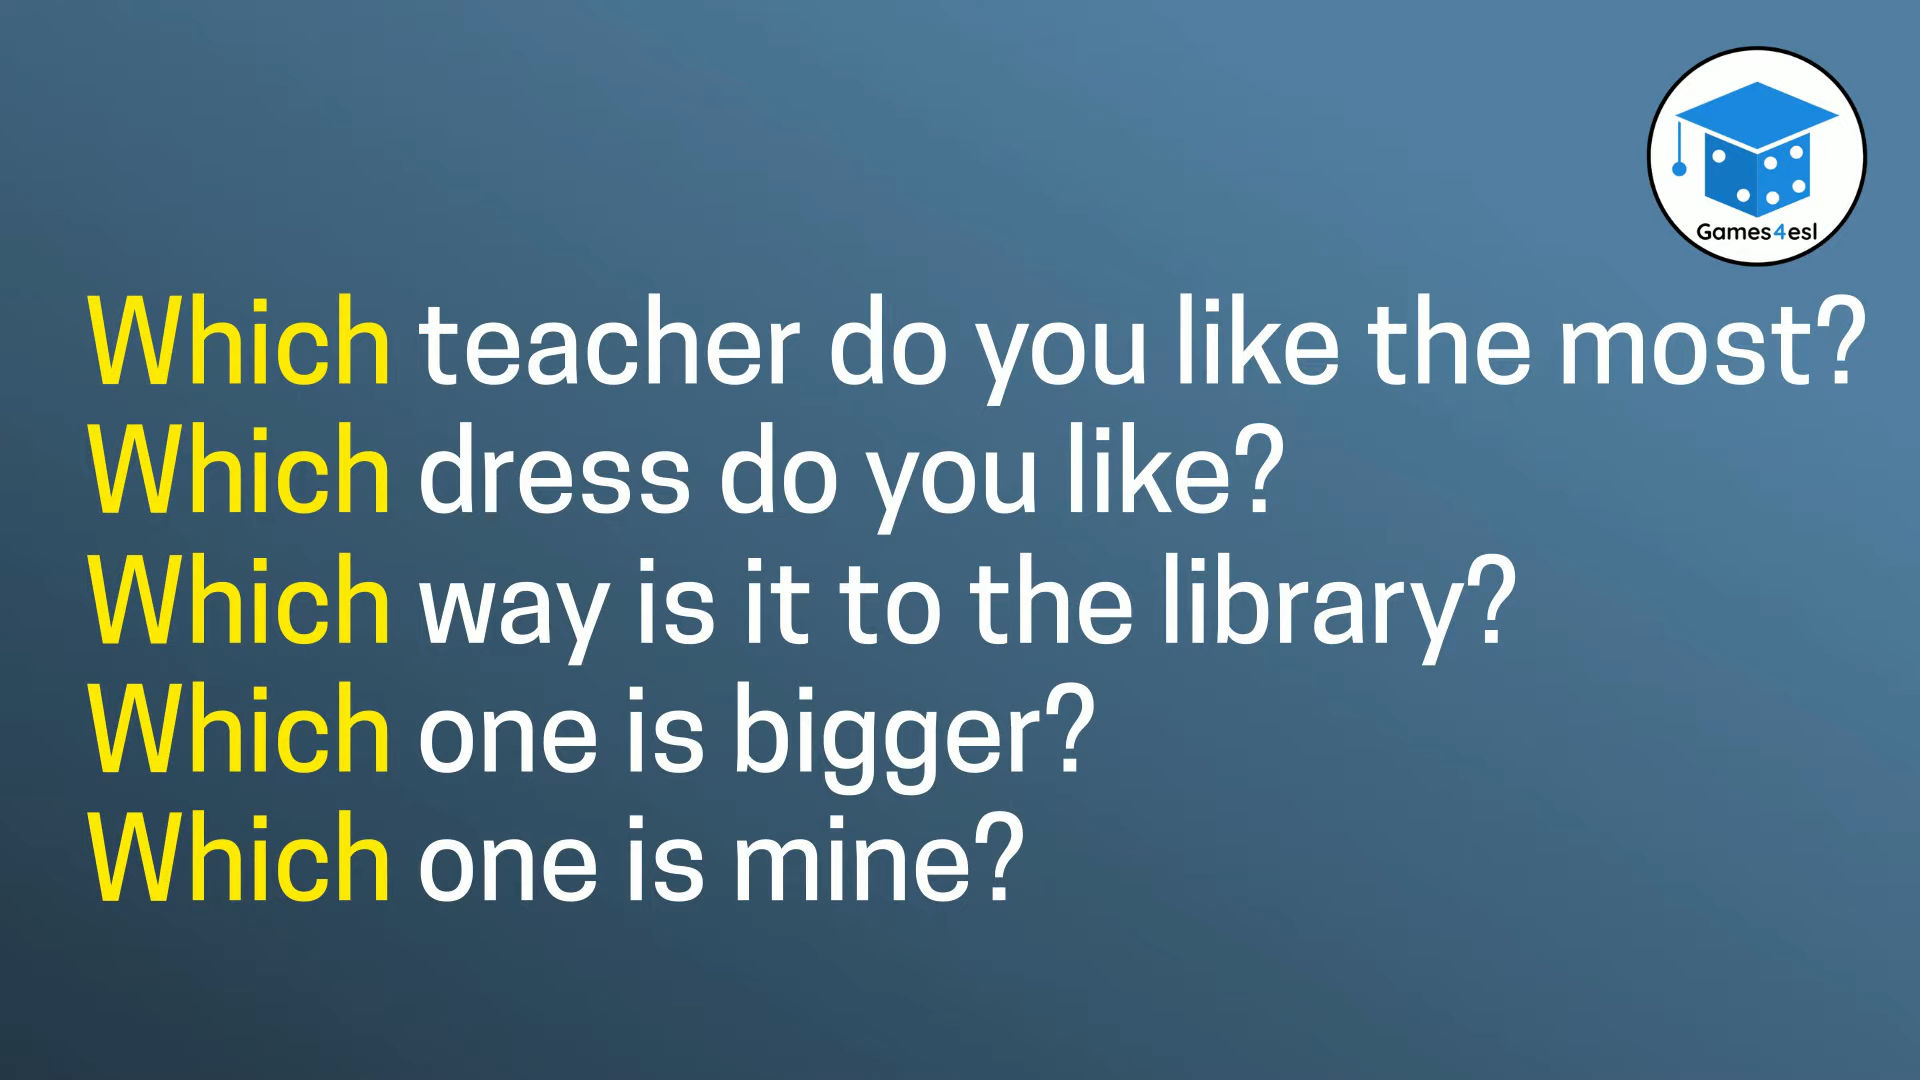 Games4esl
Which teacher do you like the most?
Which dress do you like?
Which way is it to the library?
Which one is bigger?
Which one is mine?